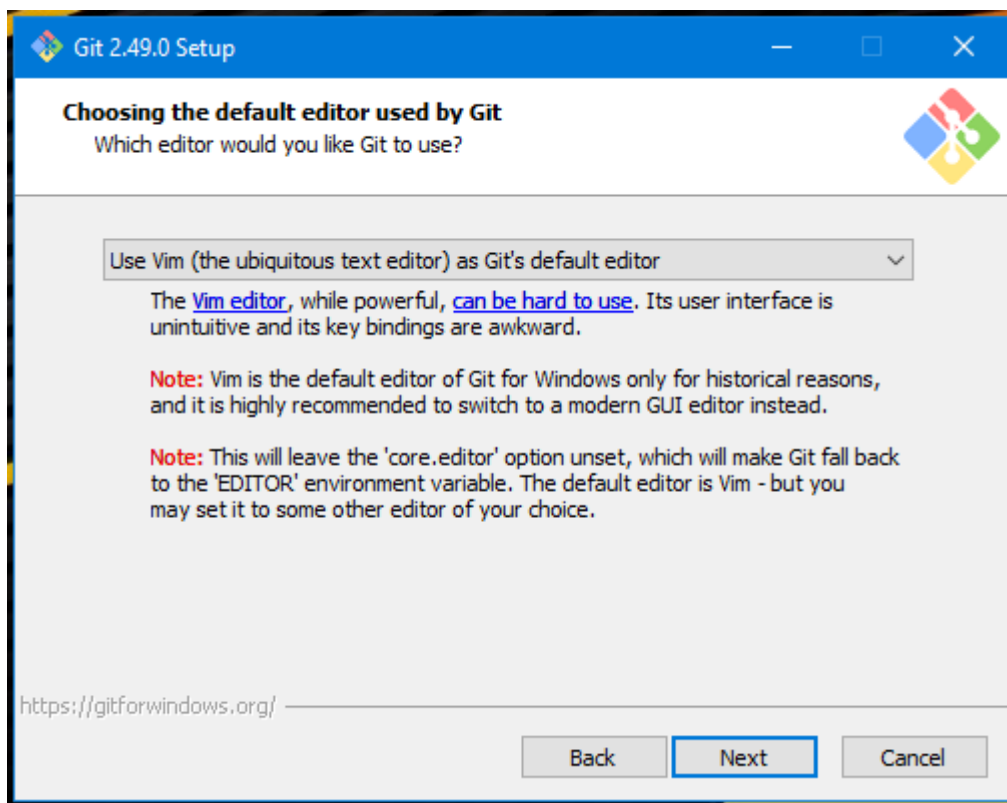 Git 2.49.0 Setup
Choosing the default editor used by Git
Which editor would you like Git to use?
Use Vim (the ubiquitous text editor) as Git's default editor
The Vim editor, while powerful, can be hard to use. Its user interface is
unintuitive and its key bindings are awkward.
Note: Vim is the default editor of Git for Windows only for historical reasons,
and it is highly recommended to switch to a modern GUI editor instead.
Note: This will leave the 'core.editor' option unset, which will make Git fall back
to the 'EDITOR' environment variable. The default editor is Vim - but you
may set it to some other editor of your choice.
https://gitforwindows.org/
Back Next Cancel